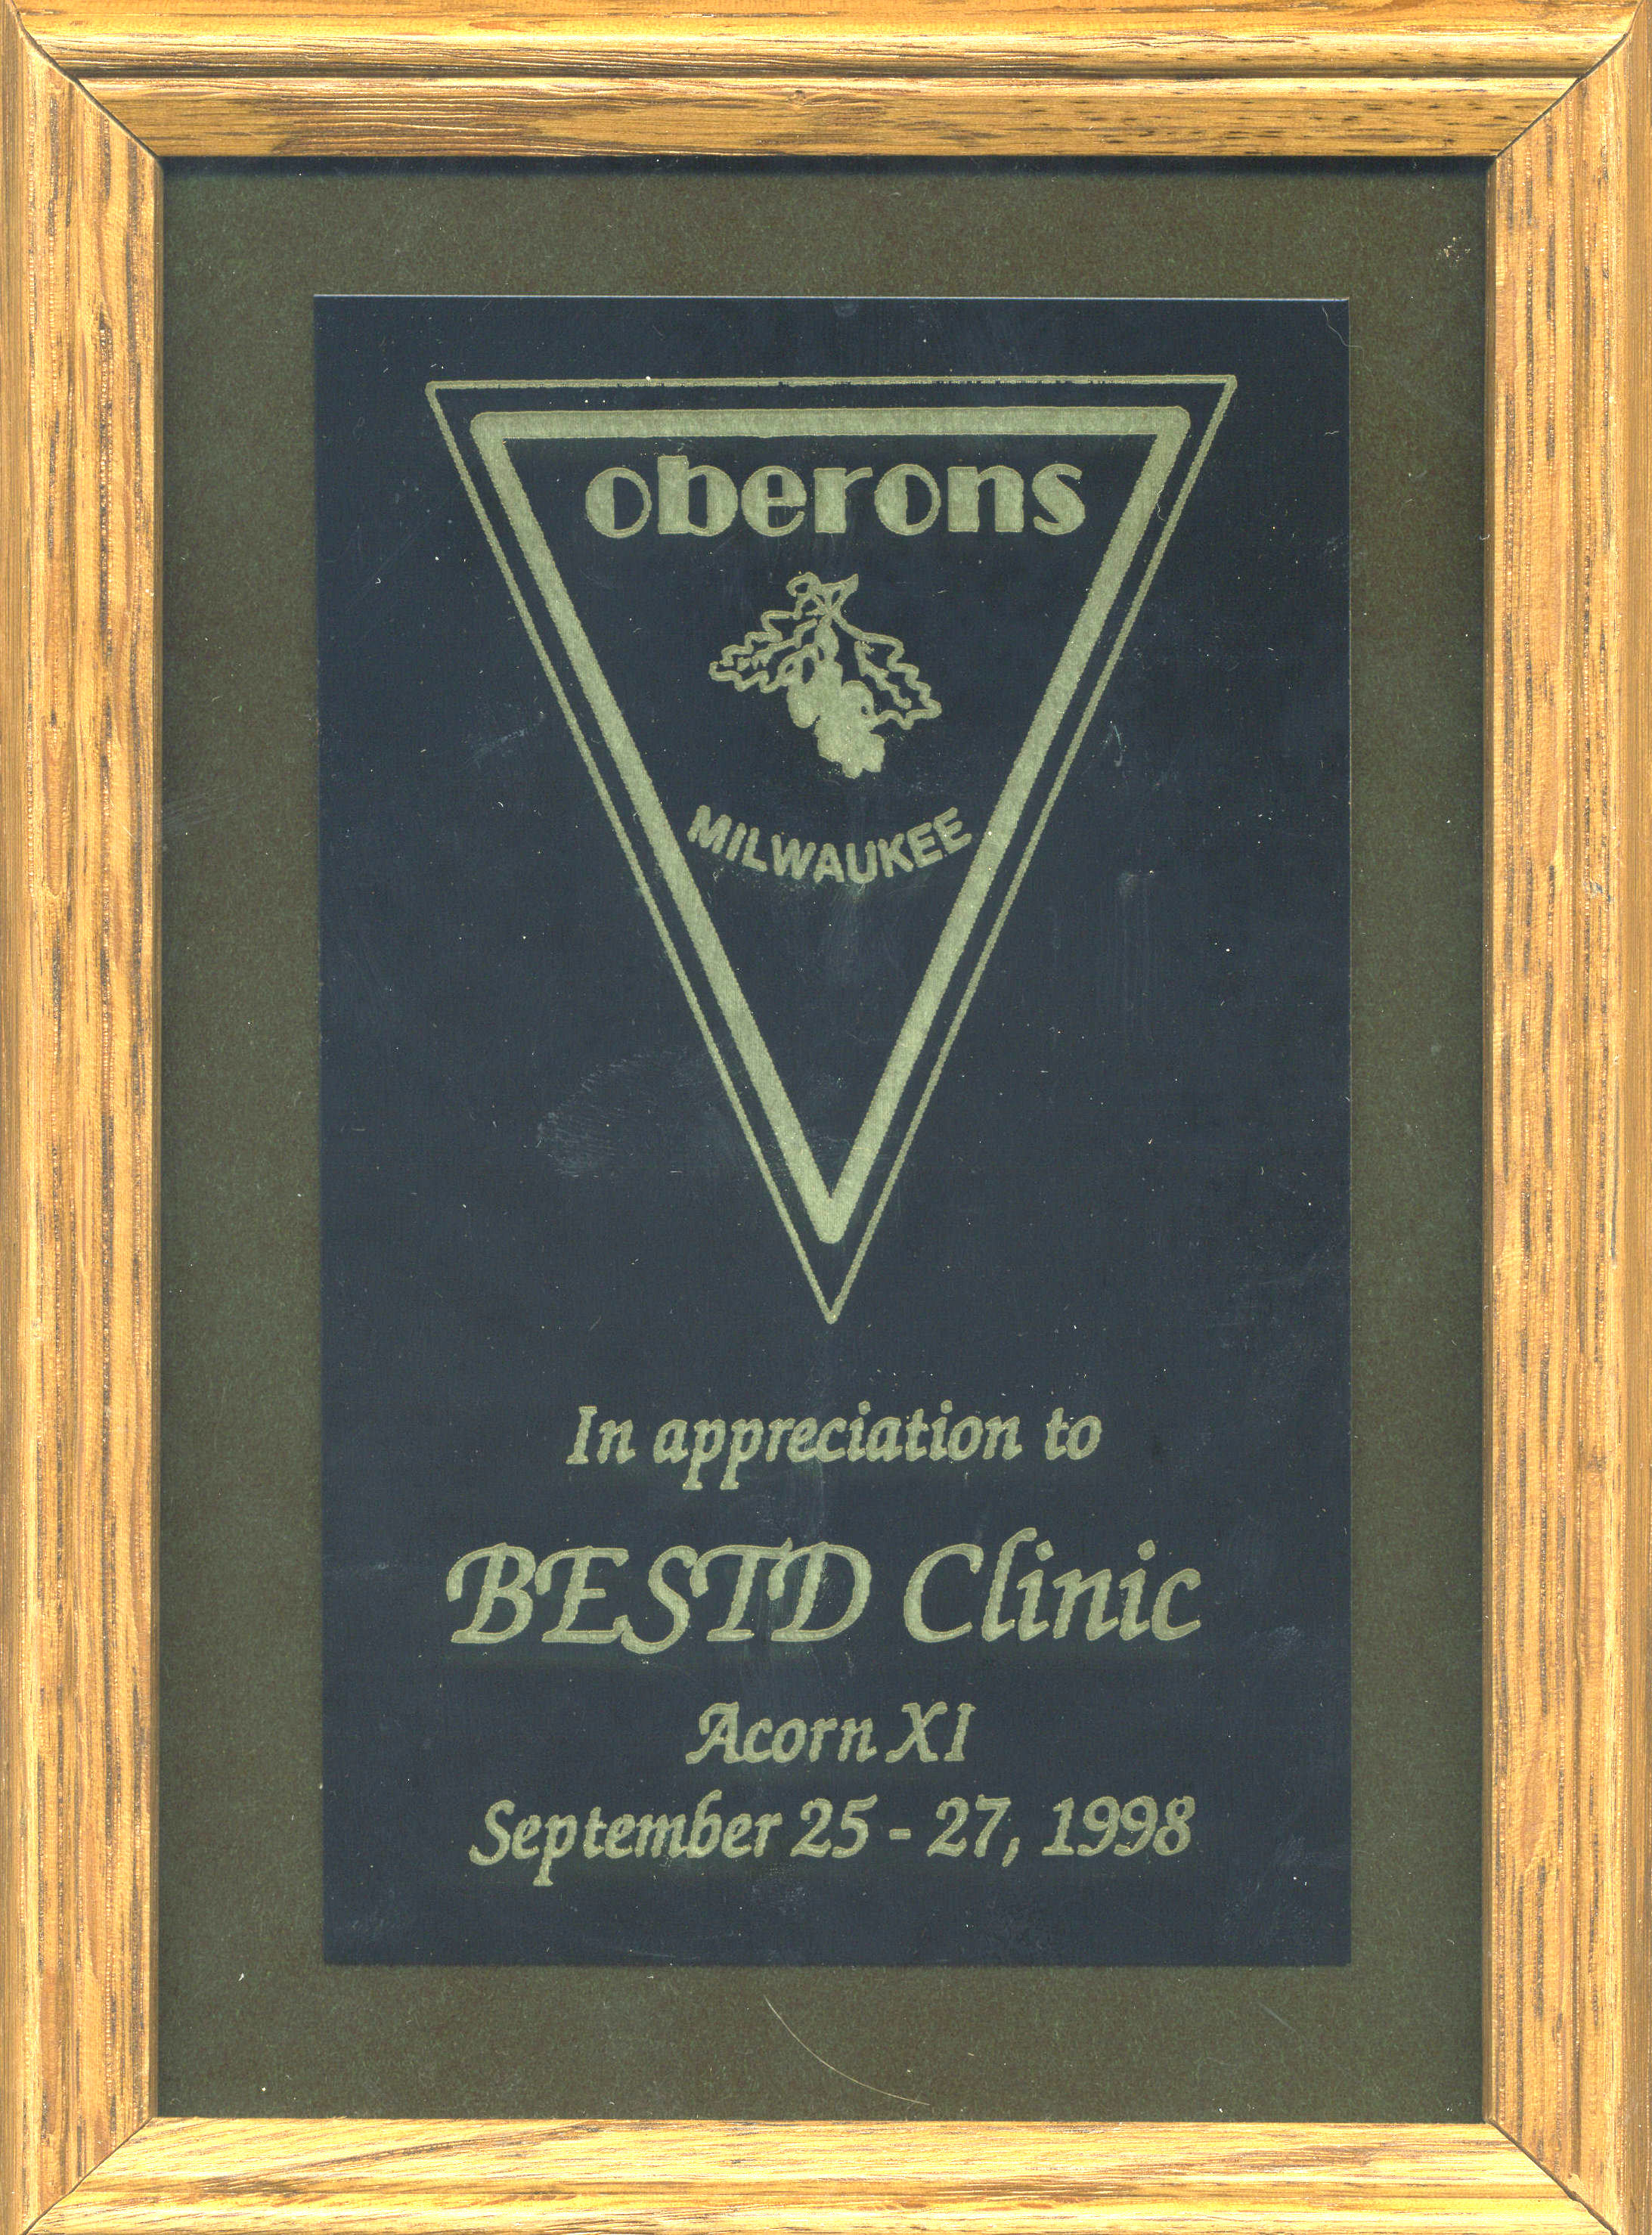 oberons
MILWAUKEE
In appreciation to
BESTD Clinic
Acorn XI
September 25 - 27, 1998